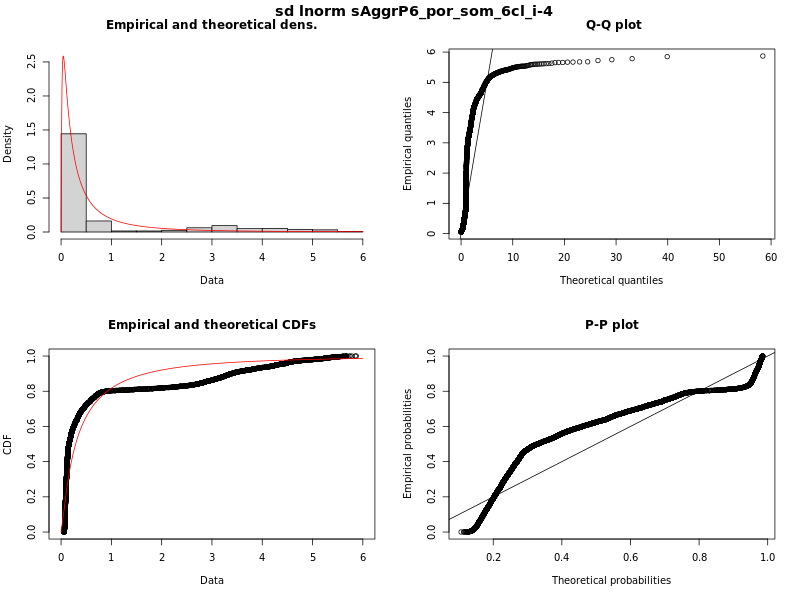 sd lnorm sAggrP6_por_som_6cl_i-4
Empirical and theoretical dens.
Density
0.0 0.5 1.0 1.5 2.0 2.5
0 1 2 3 4 5 6
Data
Q-Q plot
Empirical quantiles
0 1 2 3 4 5 6
0 10 20 30 40 50 60
Theoretical quantiles
Empirical and theoretical CDFs
CDF
0.0 0.2 0.4 0.6 0.8 1.0
0 1 2 3 4 5 6
Data
P-P plot
Empirical probabilities
0.0 0.2 0.4 0.6 0.8 1.0
0.2 0.4 0.6 0.8 1.0
Theoretical probabilities